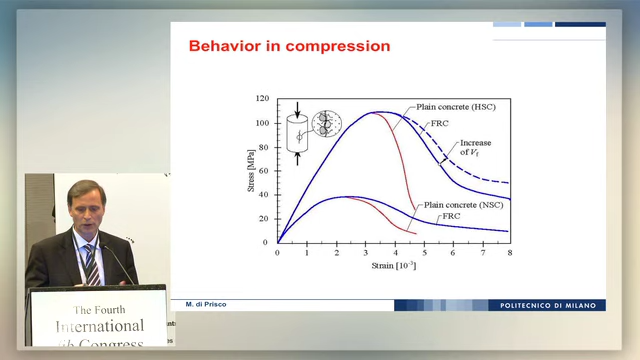 Behavior in compression
120
100
80
60
40
20
0
Stress [MPa]
0 1 2 3 4 5 6 7 8
Strain [10-3]
Plain concrete (HSC)
FRC
Increase
of Vf
Plain concrete (NSC)
FRC
M. di Prisco
POLITECNICO DI MILANO
The Fourth
International
Congress